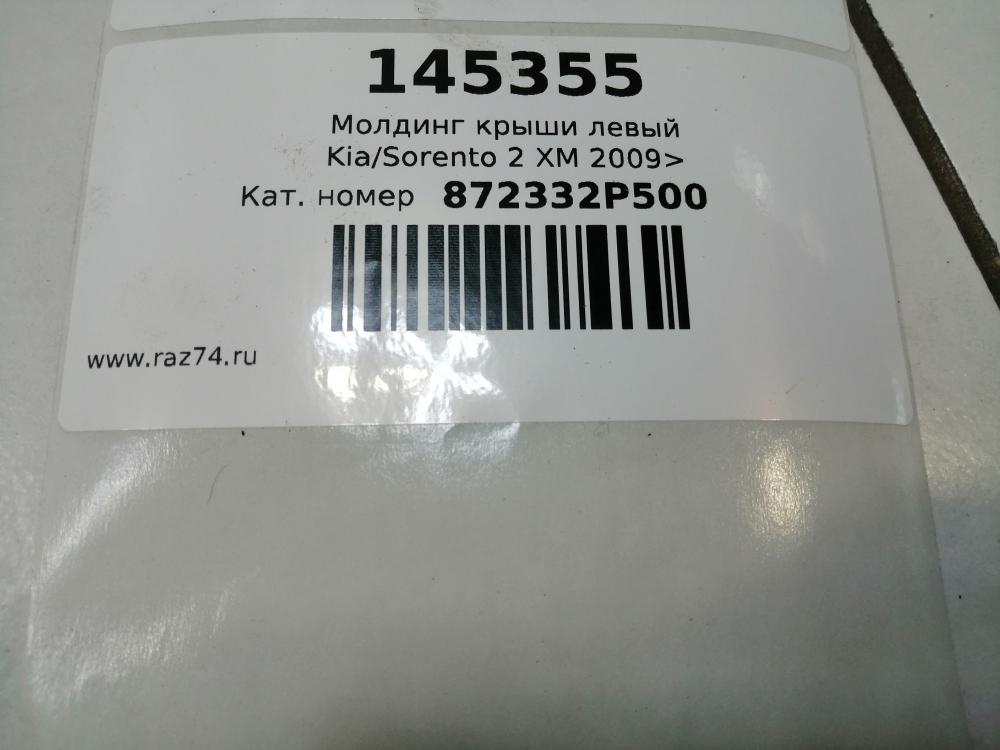 145355
Молдинг крыши левый
Kia/Sorento 2 XM 2009>
Кат. номер 872332P500
www.raz74.ru